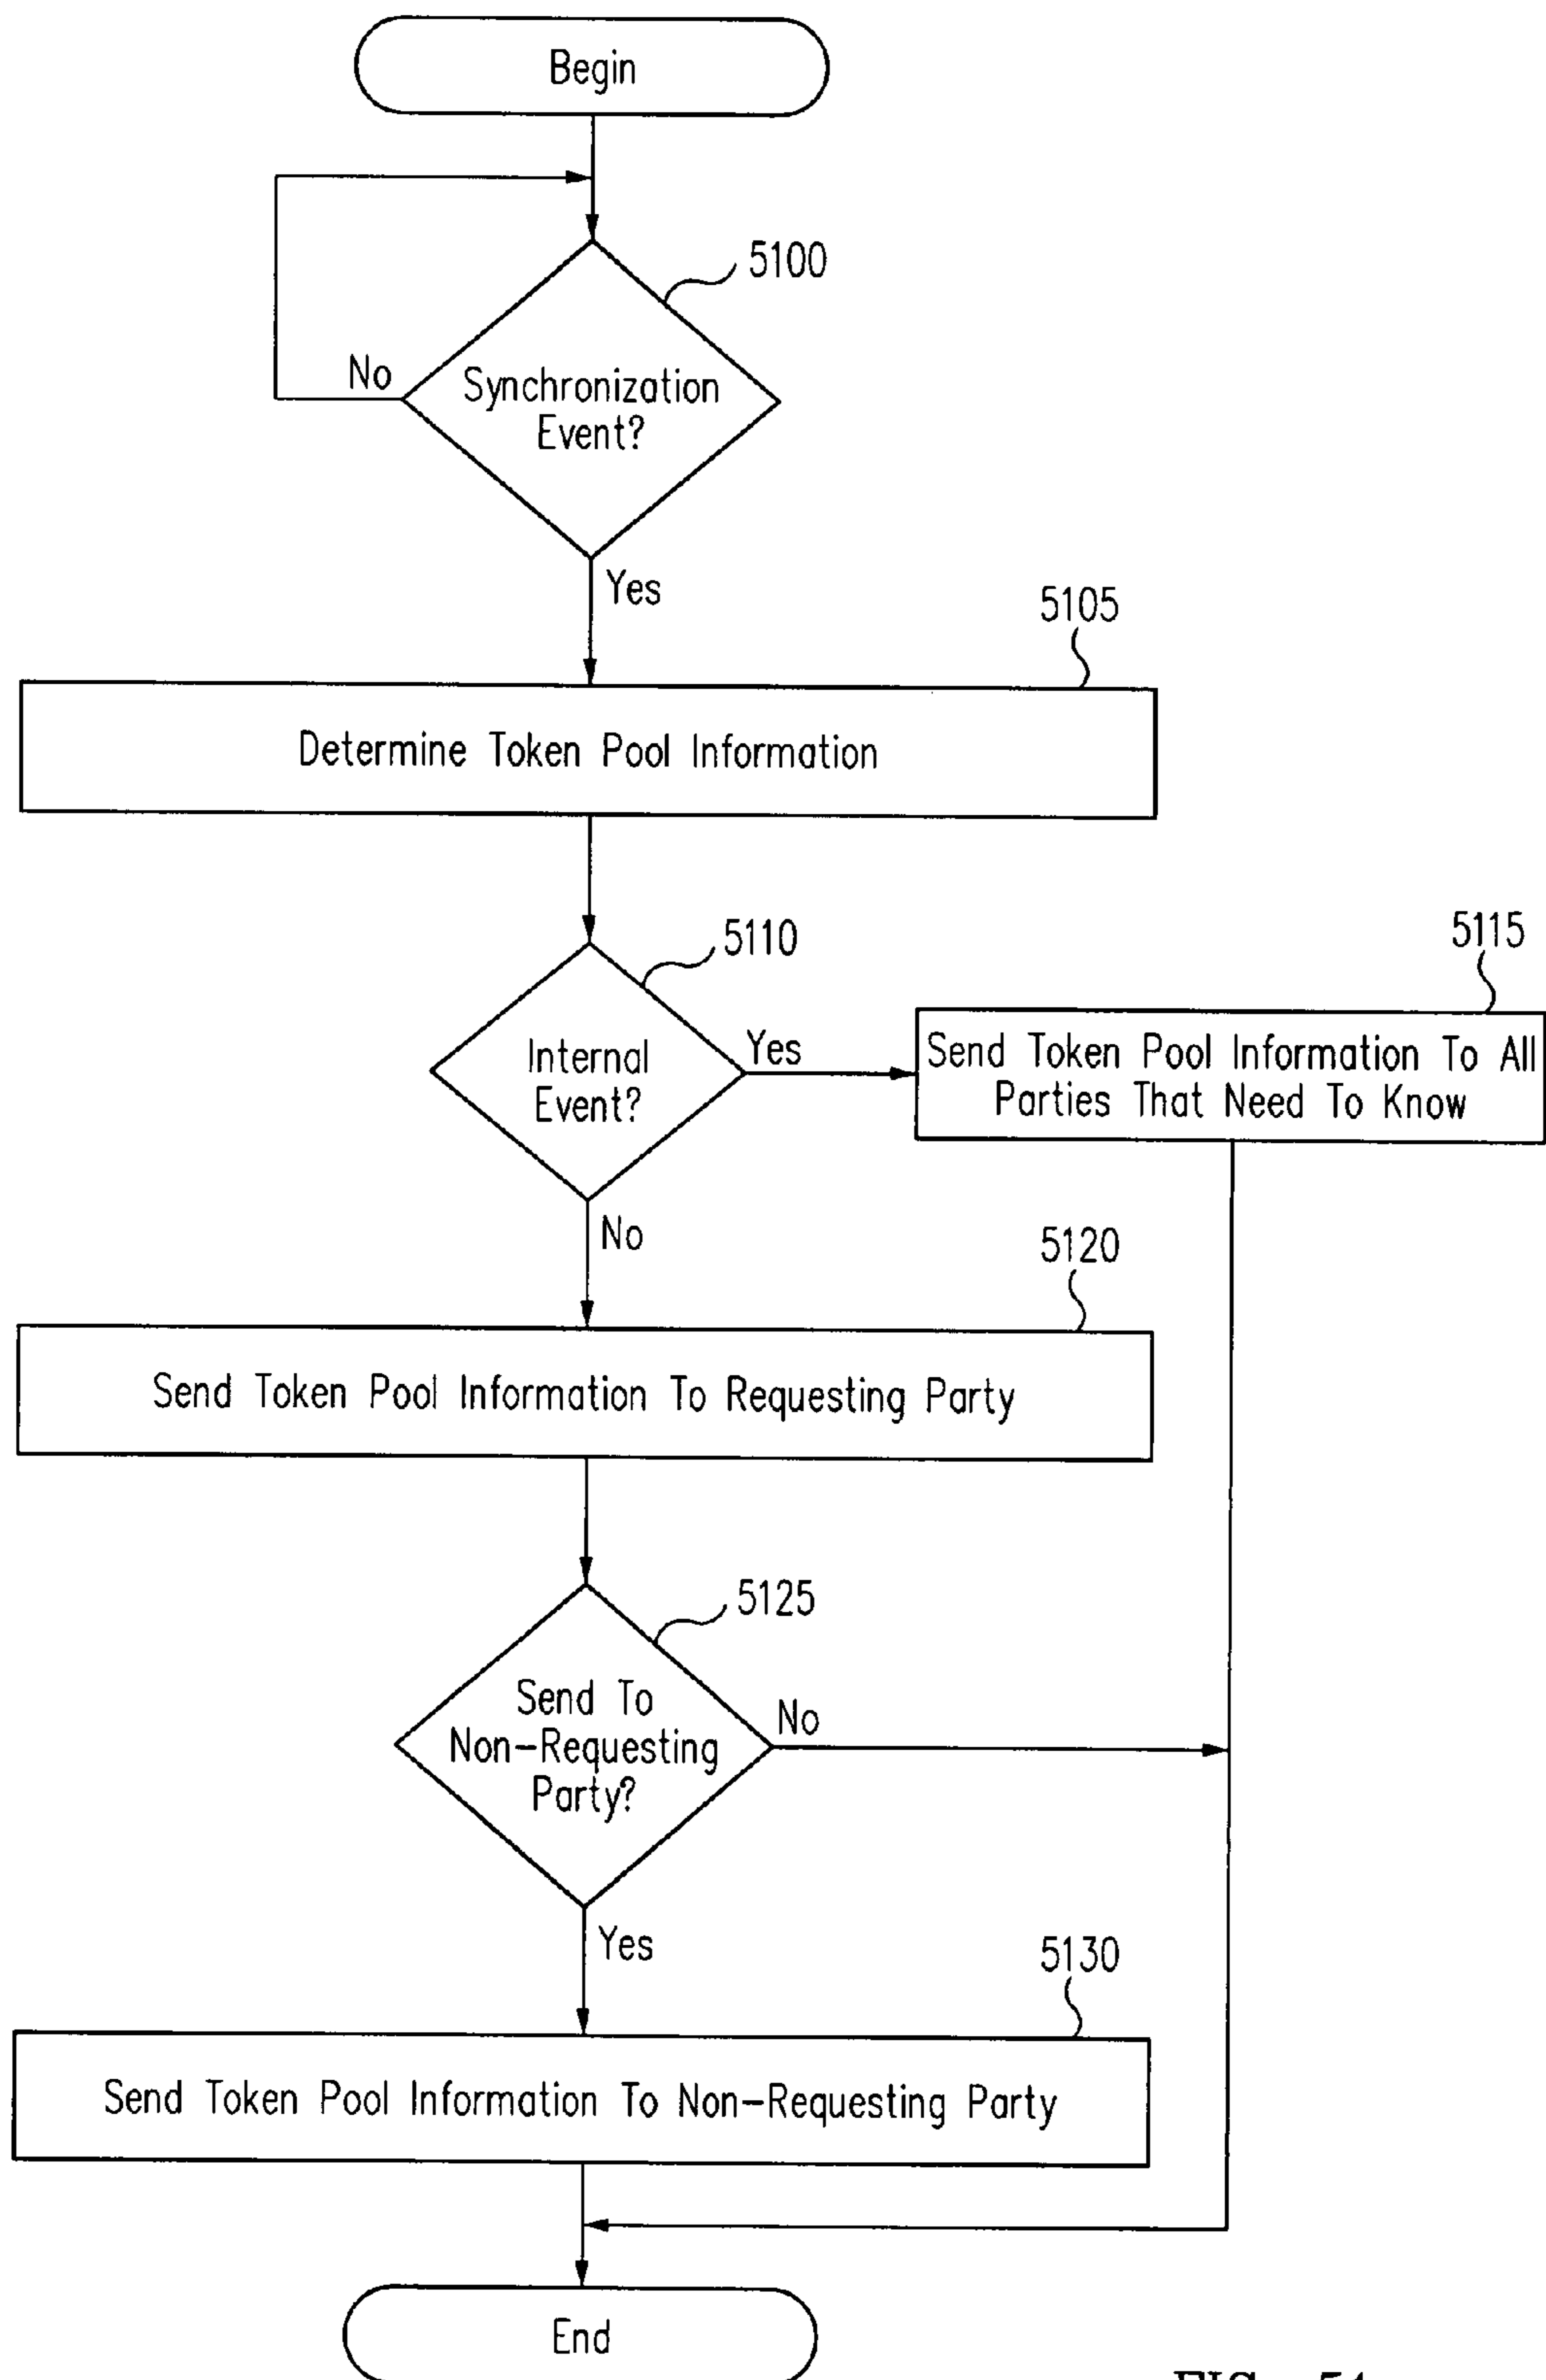 Begin
5100
No
Synchronization
Event?
Yes
5105
Determine Token Pool Information
5110
Internal
Event?
Yes
5115
Send Token Pool Information To All
Parties That Need To Know
No
5120
Send Token Pool Information To Requesting Party
5125
Send To
Non-Requesting
Party?
No
Yes
5130
Send Token Pool Information To Non-Requesting Party
End